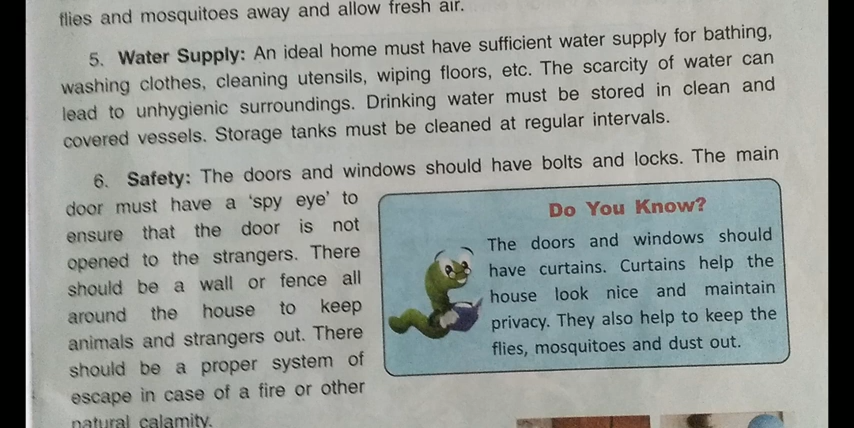 flies and mosquitoes away and allow fresh air.
5. Water Supply: An ideal home must have sufficient water supply for bathing,
washing clothes, cleaning utensils, wiping floors, etc. The scarcity of water can
lead to unhygienic surroundings. Drinking water must be stored in clean and
covered vessels. Storage tanks must be cleaned at regular intervals.
6. Safety: The doors and windows should have bolts and locks. The main
door must have a ‘spy eye’ to
ensure that the door is not
opened to the strangers. There
should be a wall or fence all
around the house to keep
animals and strangers out. There
should be a proper system of
escape in case of a fire or other
natural calamity.
Do You Know?
The doors and windows should
have curtains. Curtains help the
house look nice and maintain
privacy. They also help to keep the
flies, mosquitoes and dust out.